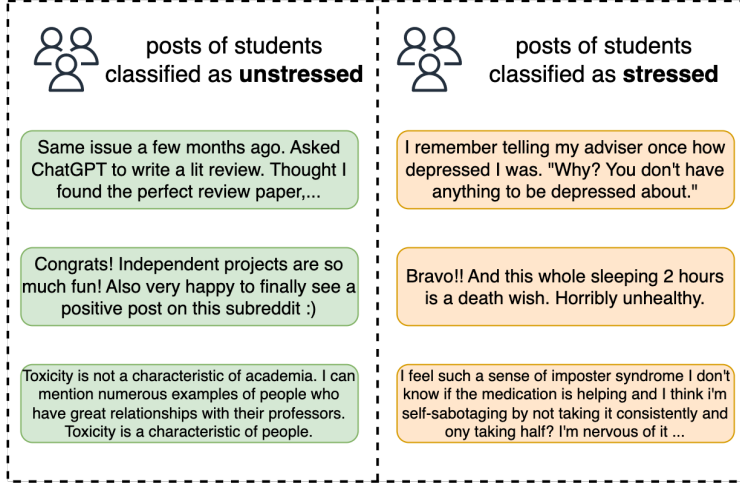 posts of students
classified as unstressed
Same issue a few months ago. Asked
ChatGPT to write a lit review. Thought I
found the perfect review paper,...
Congrats! Independent projects are so
much fun! Also very happy to finally see a
positive post on this subreddit :)
Toxicity is not a characteristic of academia. I can
mention numerous examples of people who
have great relationships with their professors.
Toxicity is a characteristic of people.
posts of students
classified as stressed
I remember telling my adviser once how
depressed I was. "Why? You don't have
anything to be depressed about."
Bravo!! And this whole sleeping 2 hours
is a death wish. Horribly unhealthy.
I feel such a sense of imposter syndrome I don't
know if the medication is helping and I think i'm
self-sabotaging by not taking it consistently and
ony taking half? I'm nervous of it ...